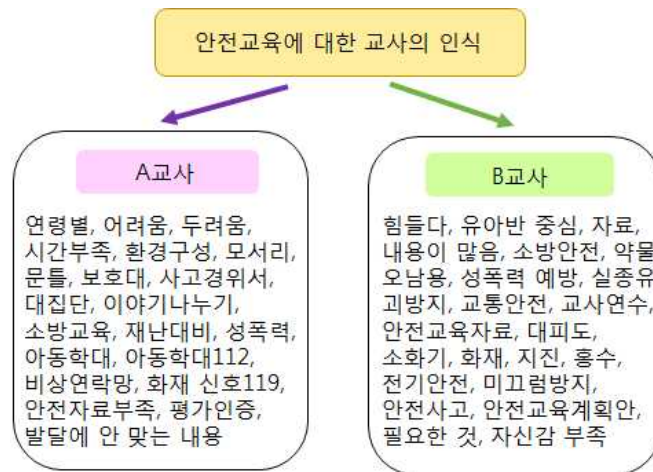 안전교육에 대한 교사의 인식
A교사
연령별, 어려움, 두려움,
시간부족, 환경구성, 모서리,
문틀, 보호대, 사고경위서,
대집단, 이야기나누기,
소방교육, 재난대비, 성폭력,
아동학대, 아동학대112,
비상연락망, 화재 신호119,
안전자료부족, 평가인증,
발달에 안 맞는 내용
B교사
힘들다, 유아반 중심, 자료,
내용이 많음, 소방안전, 약물
오남용, 성폭력 예방, 실종유
괴방지, 교통안전, 교사연수,
안전교육자료, 대피도,
소화기, 화재, 지진, 홍수,
전기안전, 미끄럼방지,
안전사고, 안전교육계획안,
필요한 것, 자신감 부족